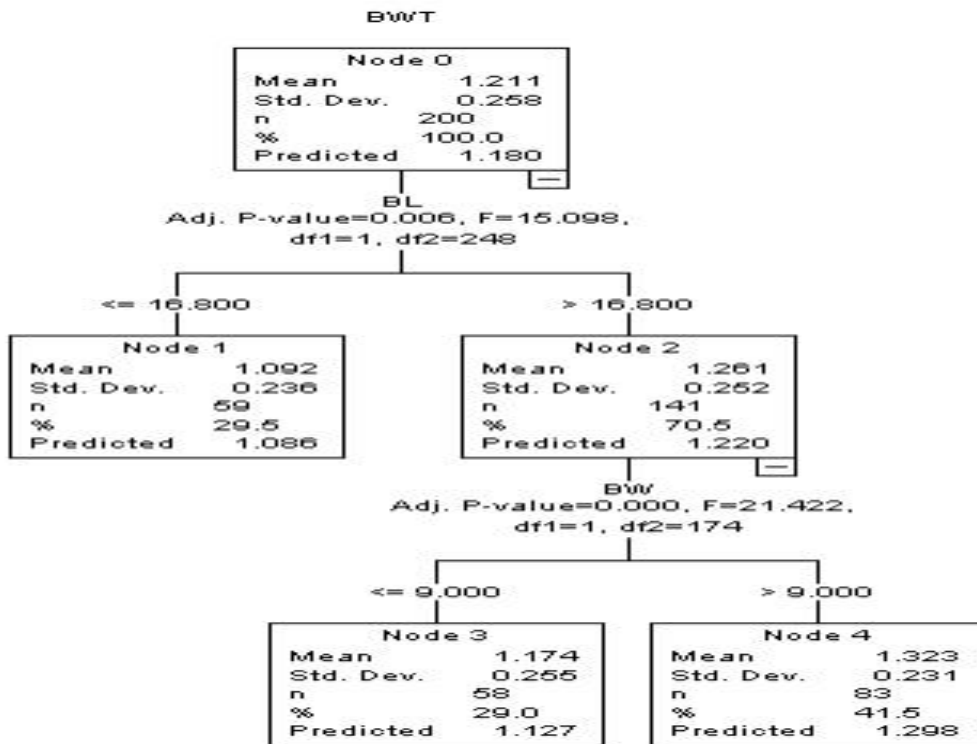 BWT
Node 0
Mean 1.211
Std. Dev. 0.258
n 200
% 100.0
Predicted 1.180
BL
Adj. P-value=0.006, F=15.098,
df1=1, df2=248
<= 16.800
> 16.800
Node 1
Mean 1.092
Std. Dev. 0.236
n 59
% 29.5
Predicted 1.086
Node 2
Mean 1.261
Std. Dev. 0.252
n 141
% 70.5
Predicted 1.220
BW
Adj. P-value=0.000, F=21.422,
df1=1, df2=174
<= 9.000
> 9.000
Node 3
Mean 1.174
Std. Dev. 0.255
n 58
% 29.0
Predicted 1.127
Node 4
Mean 1.323
Std. Dev. 0.231
n 83
% 41.5
Predicted 1.298